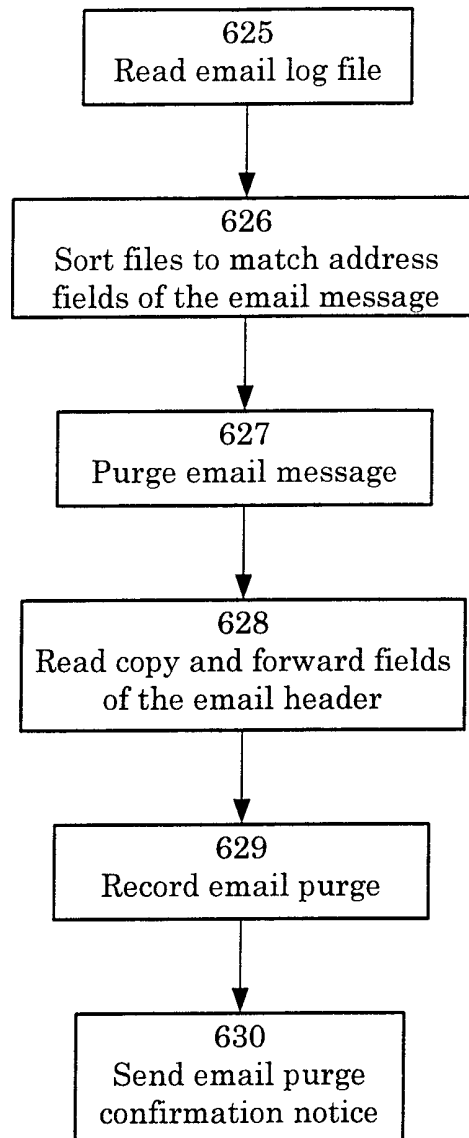 625
Read email log file
626
Sort files to match address
fields of the email message
627
Purge email message
628
Read copy and forward fields
of the email header
629
Record email purge
630
Send email purge
confirmation notice